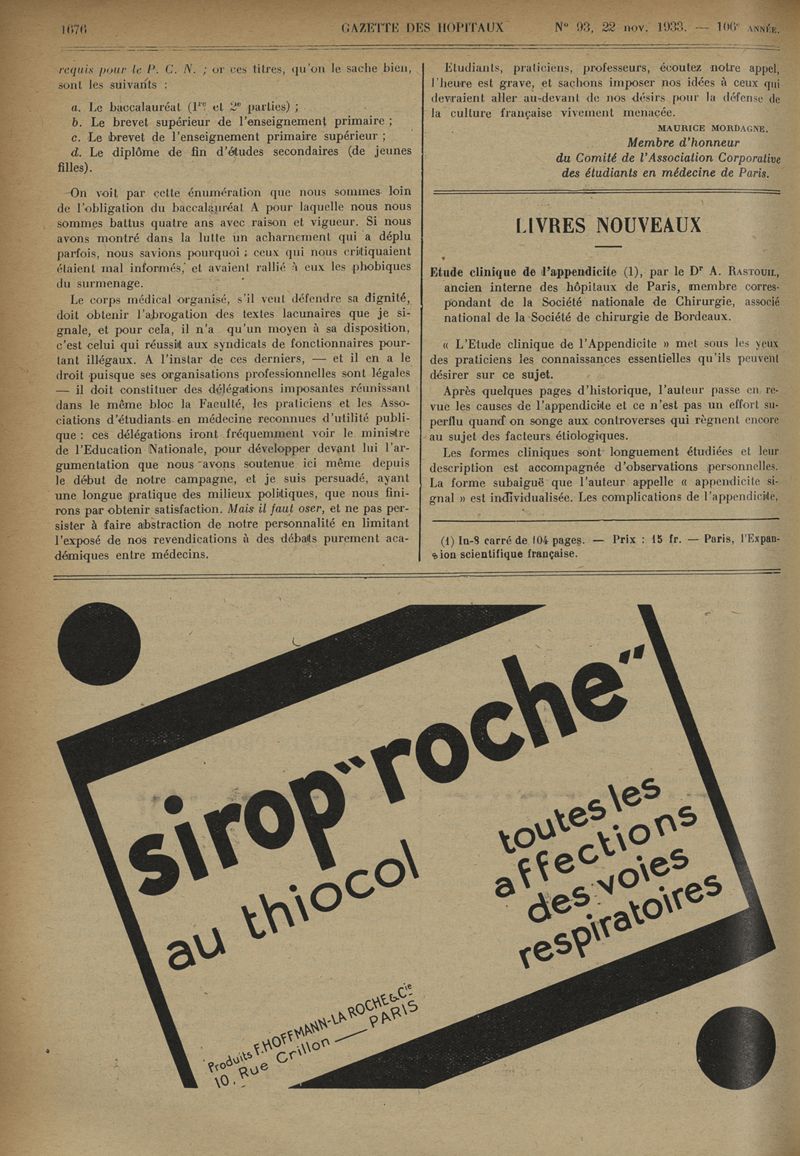 1676
GAZETTE DES HOPITAUX
N° 93, 22 nov. 1933. — 106e ANNÉE.
requis pour le P. C. N. ; or ces titres, qu'on le sache bien,
sont les suivants :
a. Le baccalauréat (1re et 2e parties) ;
b. Le brevet supérieur de l'enseignement primaire ;
c. Le brevet de l'enseignement primaire supérieur ;
d. Le diplôme de fin d'études secondaires (de jeunes
filles).
On voit par cette énumération que nous sommes loin
de l'obligation du baccalauréat A pour laquelle nous nous
sommes battus quatre ans avec raison et vigueur. Si nous
avons montré dans la lutte un acharnement qui a déplu
parfois, nous savions pourquoi ; ceux qui nous critiquaient
étaient mal informés, et avaient rallié à eux les phobiques
du surmenage.
Le corps médical organisé, s'il veut défendre sa dignité,
doit obtenir l'abrogation des textes lacunaires que je si-
gnale, et pour cela, il n'a qu'un moyen à sa disposition,
c'est celui qui réussit aux syndicats de fonctionnaires pour-
tant illégaux. A l'instar de ces derniers, — et il en a le
droit puisque ses organisations professionnelles sont légales
— il doit constituer des délégations imposantes réunissant
dans le même bloc la Faculté, les praticiens et les Asso-
ciations d'étudiants en médecine reconnues d'utilité publi-
que : ces délégations iront fréquemment voir le ministre
de l'Education Nationale, pour développer devant lui l'ar-
gumentation que nous avons soutenue ici même depuis
le début de notre campagne, et je suis persuadé, ayant
une longue pratique des milieux politiques, que nous fini-
rons par obtenir satisfaction. Mais il faut oser, et ne pas per-
sister à faire abstraction de notre personnalité en limitant
l'exposé de nos revendications à des débats purement aca-
démiques entre médecins.
Etudiants, praticiens, professeurs, écoutez notre appel,
l'heure est grave, et sachons imposer nos idées à ceux qui
devraient aller au-devant de nos désirs pour la défense de
la culture française vivement menacée.
MAURICE MORDAGNE.
Membre d'honneur
du Comité de l'Association Corporative
des étudiants en médecine de Paris.
LIVRES NOUVEAUX
Etude clinique de l'appendicite (1), par le Dr A. RASTOUIL,
ancien interne des hôpitaux de Paris, membre corres-
pondant de la Société nationale de Chirurgie, associé
national de la Société de chirurgie de Bordeaux.
« L'Etude clinique de l'Appendicite » met sous les yeux
des praticiens les connaissances essentielles qu'ils peuvent
désirer sur ce sujet.
Après quelques pages d'historique, l'auteur passe en re-
vue les causes de l'appendicite et ce n'est pas un effort su-
perflu quand on songe aux controverses qui règnent encore
au sujet des facteurs étiologiques.
Les formes cliniques sont longuement étudiées et leur
description est accompagnée d'observations personnelles.
La forme subaiguë que l'auteur appelle « appendicite si-
gnal » est individualisée. Les complications de l'appendicite,
(1) In-8 carré de 104 pages. — Prix : 15 fr. — Paris, l'Expan-
sion scientifique française.
sirop "roche"
au thiocol
toutes les
affections
des voies
respiratoires
Produits F. HOFFMANN-LA ROCHE & Cie
10, Rue Crillon — PARIS